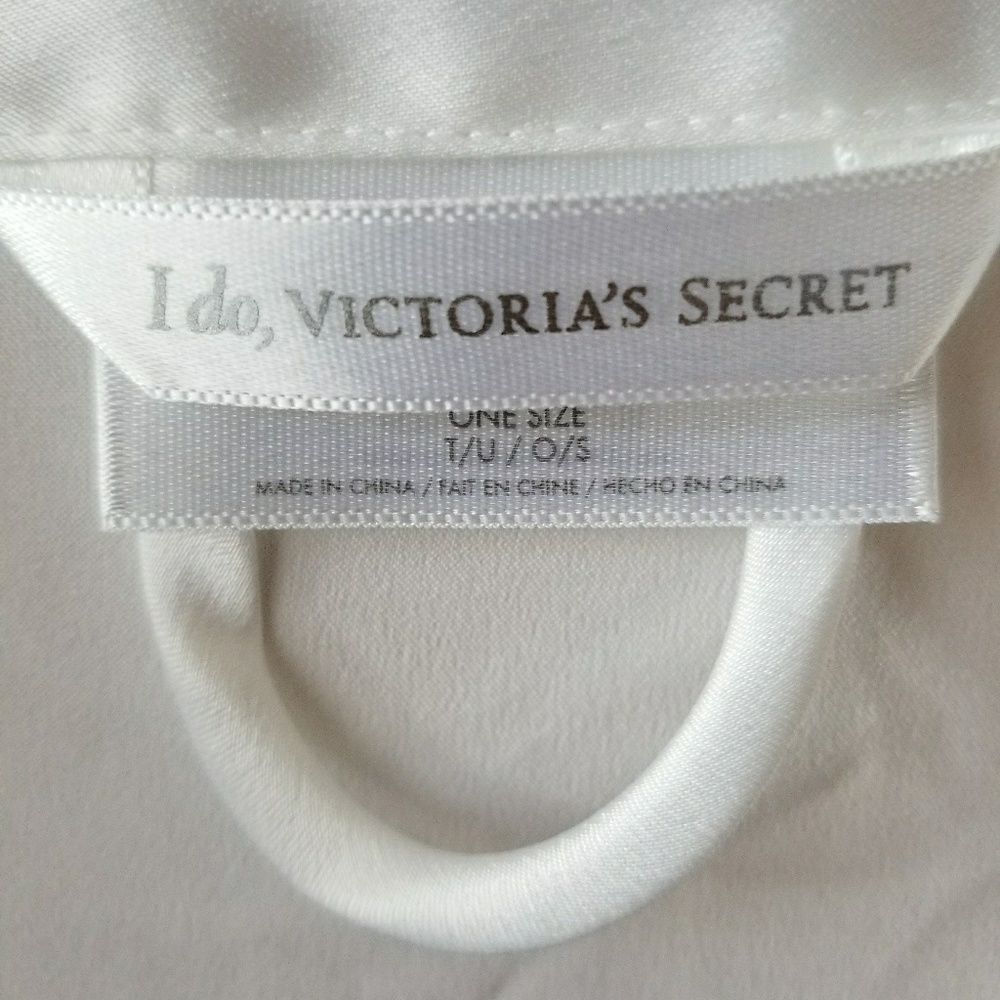 I do, VICTORIA'S SECRET
ONE SIZE
T/U / O/S
MADE IN CHINA / FAIT EN CHINE / HECHO EN CHINA